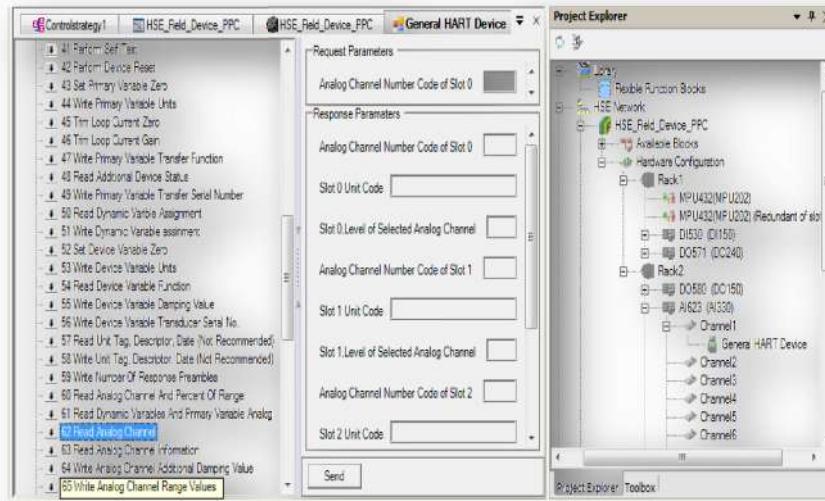 Controlstrategy1
HSE_Field_Device_PPC
HSE_Field_Device_PPC
General HART Device
41 Perform Self Test
42 Perform Device Reset
43 Set Primary Variable Zero
44 Write Primary Variable Units
45 Trim Loop Current Zero
46 Trim Loop Current Gain
47 Write Primary Variable Transfer Function
48 Read Additional Device Status
49 Write Primary Variable Transfer Serial Number
50 Read Dynamic Varible Assignment
51 Write Dynamic Variable assinment
52 Set Device Variable Zero
53 Write Device Variable Units
54 Read Device Variable Function
55 Write Device Variable Damping Value
56 Write Device Variable Transducer Serial No.
57 Read Unit Tag, Descriptor, Date (Not Recommended)
58 Write Unit Tag, Descriptor, Date (Not Recommended)
59 Write Number Of Response Preambles
60 Read Analog Channel And Percent Of Range
61 Read Dynamic Variables And Primary Variable Analog
62 Read Analog Channel
63 Read Analog Channel Information
64 Write Analog Channel Additional Damping Value
65 Write Analog Channel Range Values
Request Parameters
Analog Channel Number Code of Slot 0
Response Paramaters
Analog Channel Number Code of Slot 0
Slot 0 Unit Code
Slot 0.Level of Selected Analog Channel
Analog Channel Number Code of Slot 1
Slot 1 Unit Code
Slot 1.Level of Selected Analog Channel
Analog Channel Number Code of Slot 2
Slot 2 Unit Code
Send
Project Explorer
Library
Flexible Function Blocks
HSE Network
HSE_Field_Device_PPC
Available Blocks
Hardware Configuration
Rack1
MPU432(MPU202)
MPU432(MPU202) (Redundant of slot
DI530 (DI150)
DO571 (DO240)
Rack2
DO580 (DO150)
AI623 (AI330)
Channel1
General HART Device
Channel2
Channel3
Channel4
Channel5
Channel6
Project Explorer
Toolbox